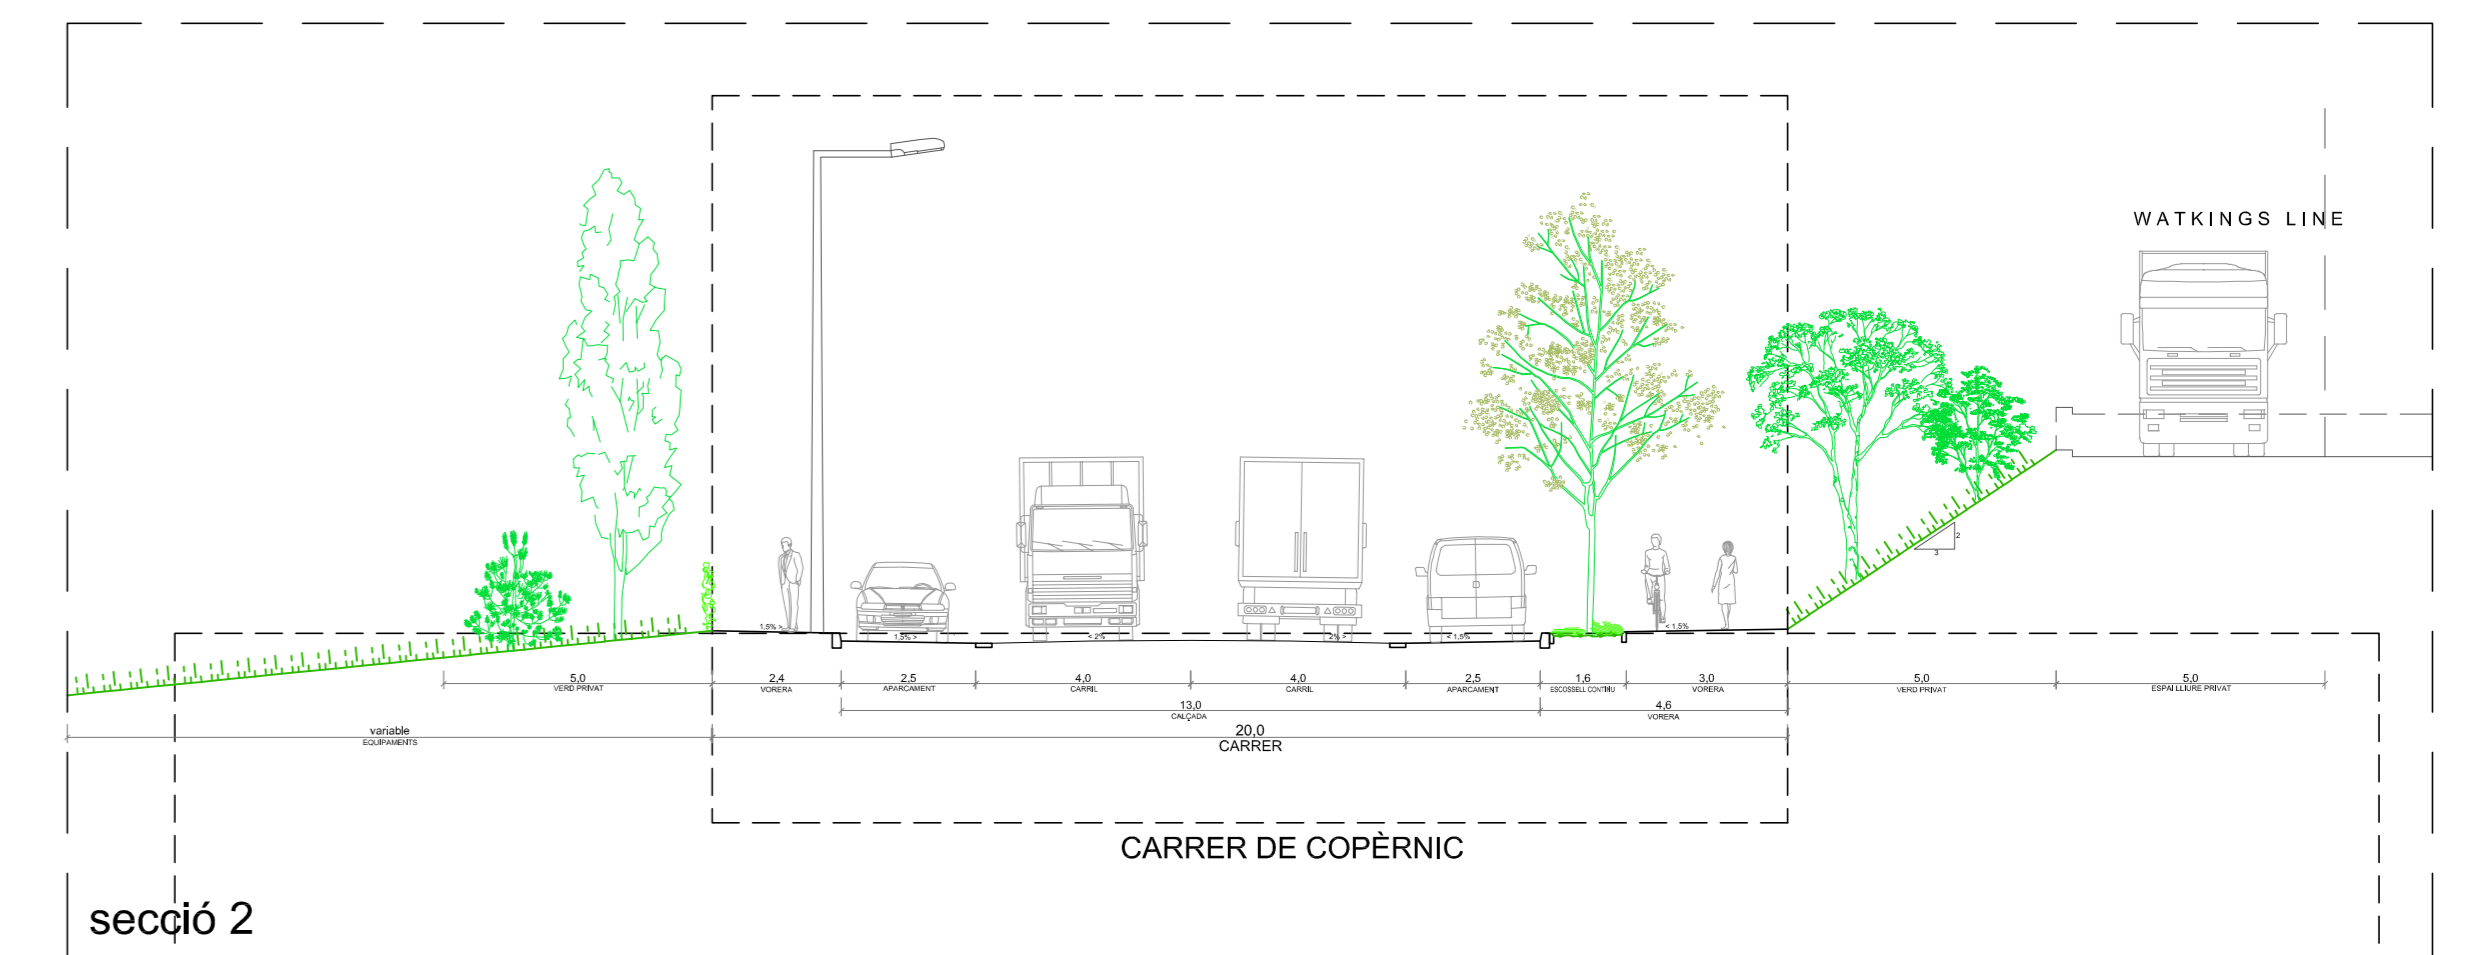 WATKINGS LINE
2
3
1,5% >
1,5% >
< 2%
2% >
< 1,5%
< 1,5%
5,0
VERD PRIVAT
2,4
VORERA
2,5
APARCAMENT
4,0
CARRIL
4,0
CARRIL
2,5
APARCAMENT
1,6
ESCOSSELL CONTINU
3,0
VORERA
5,0
VERD PRIVAT
5,0
ESPAI LLIURE PRIVAT
13,0
CALÇADA
4,6
VORERA
variable
EQUIPAMENTS
20,0
CARRER
CARRER DE COPÈRNIC
secció 2